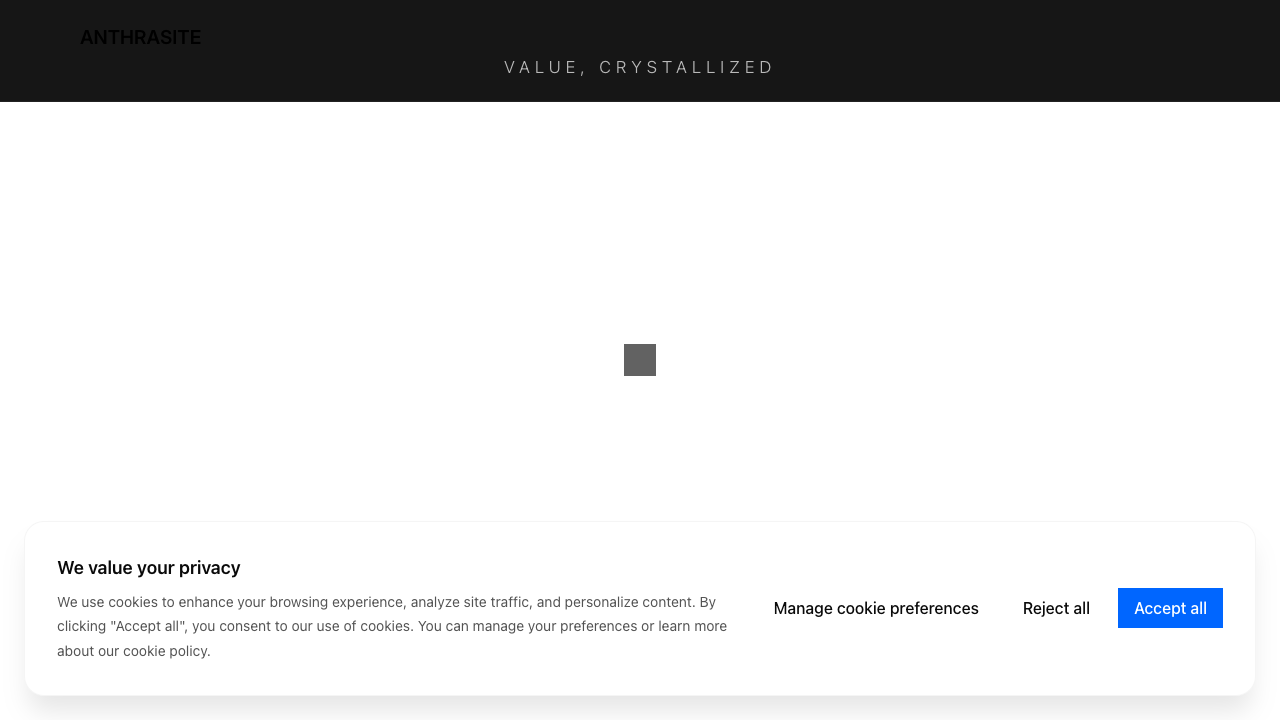 ANTHRASITE
VALUE, CRYSTALLIZED
We value your privacy
We use cookies to enhance your browsing experience, analyze site traffic, and personalize content. By
clicking "Accept all", you consent to our use of cookies. You can manage your preferences or learn more
about our cookie policy.
Manage cookie preferences
Reject all
Accept all